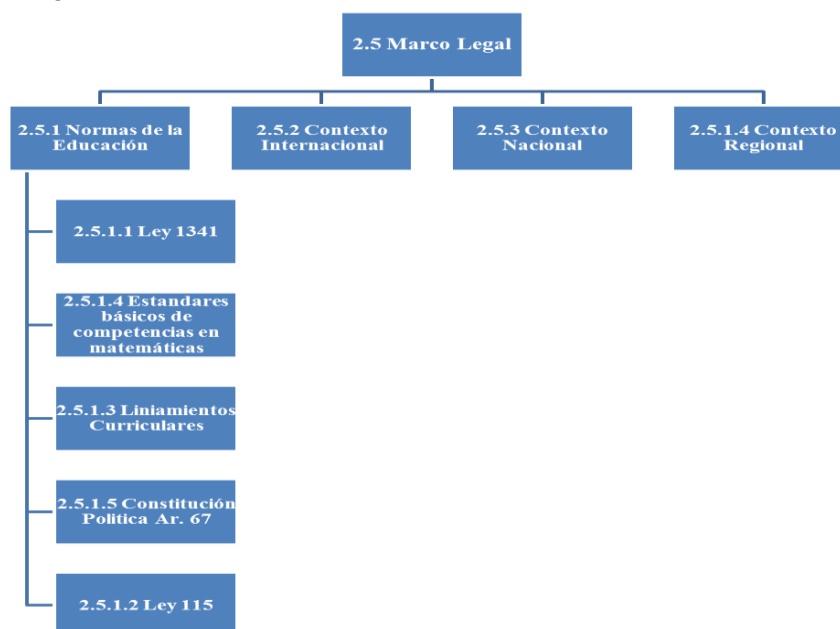 2.5 Marco Legal
2.5.1 Normas de la
Educación
2.5.2 Contexto
Internacional
2.5.3 Contexto
Nacional
2.5.1.4 Contexto
Regional
2.5.1.1 Ley 1341
2.5.1.4 Estandares
básicos de
competencias en
matemáticas
2.5.1.3 Liniamientos
Curriculares
2.5.1.5 Constitución
Politica Ar. 67
2.5.1.2 Ley 115